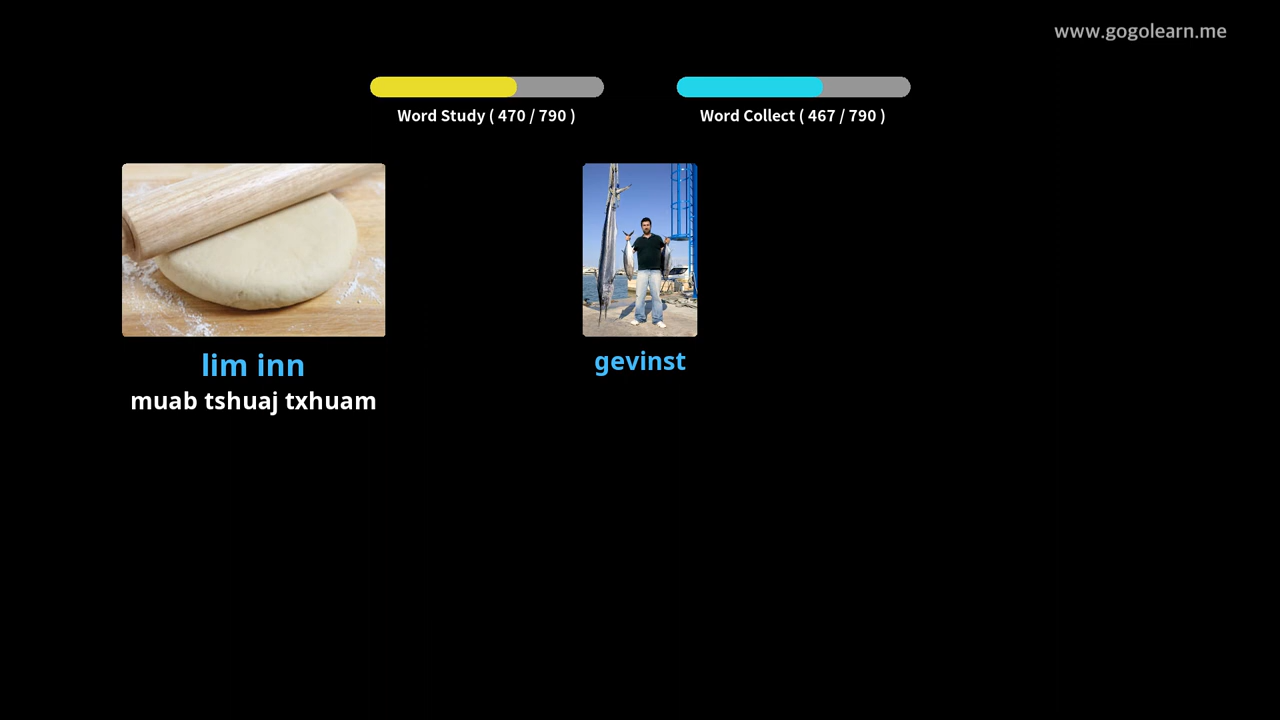 www.gogolearn.me
Word Study ( 470 / 790 )
Word Collect ( 467 / 790 )
lim inn
muab tshuaj txhuam
gevinst